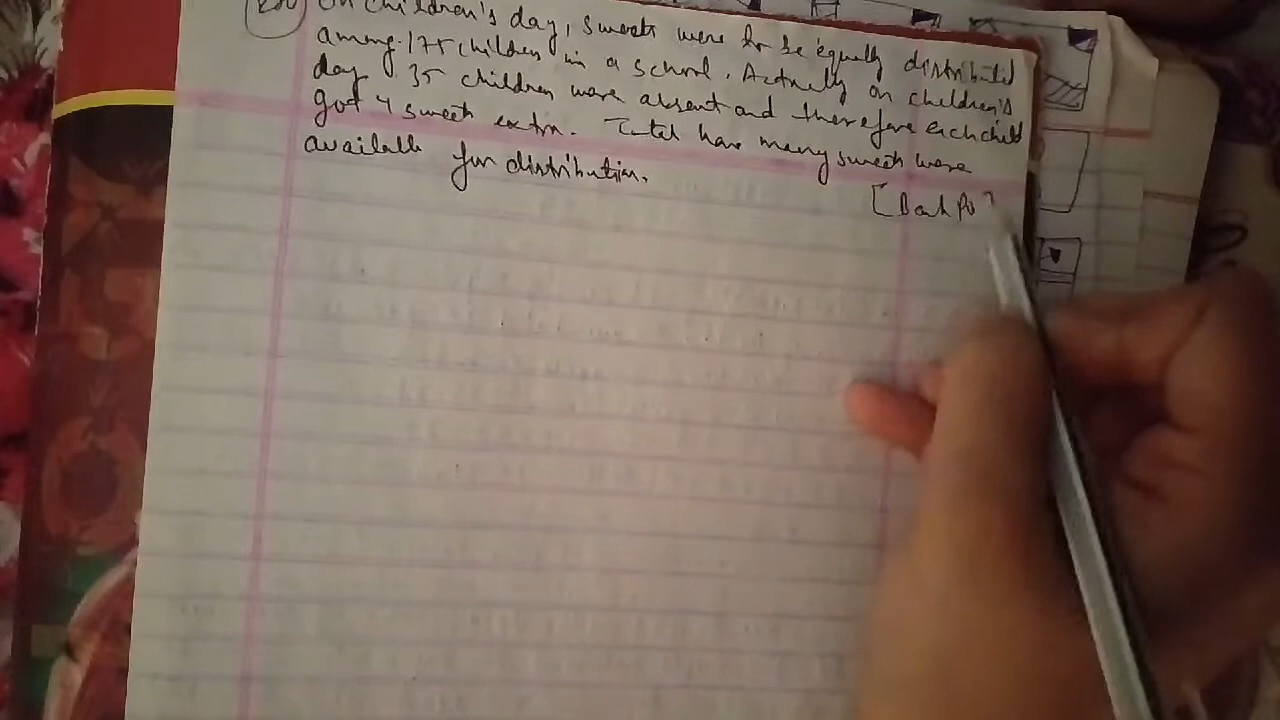 On children's day, sweets were to be equally distributed
among 175 children in a school. Actually on children's
day 35 children were absent and therefore each child
got 4 sweets extra. Total how many sweets were
available for distribution.
[Bank PO]